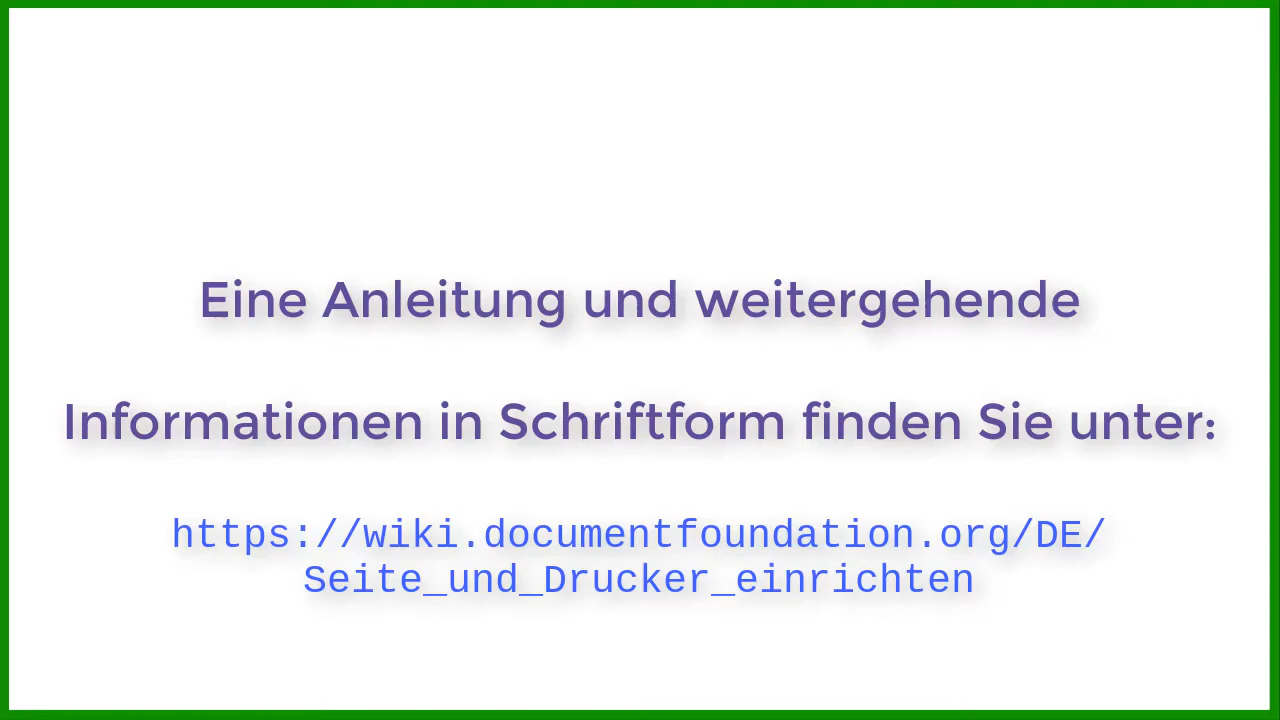 Eine Anleitung und weitergehende
Informationen in Schriftform finden Sie unter:
https://wiki.documentfoundation.org/DE/
Seite_und_Drucker_einrichten